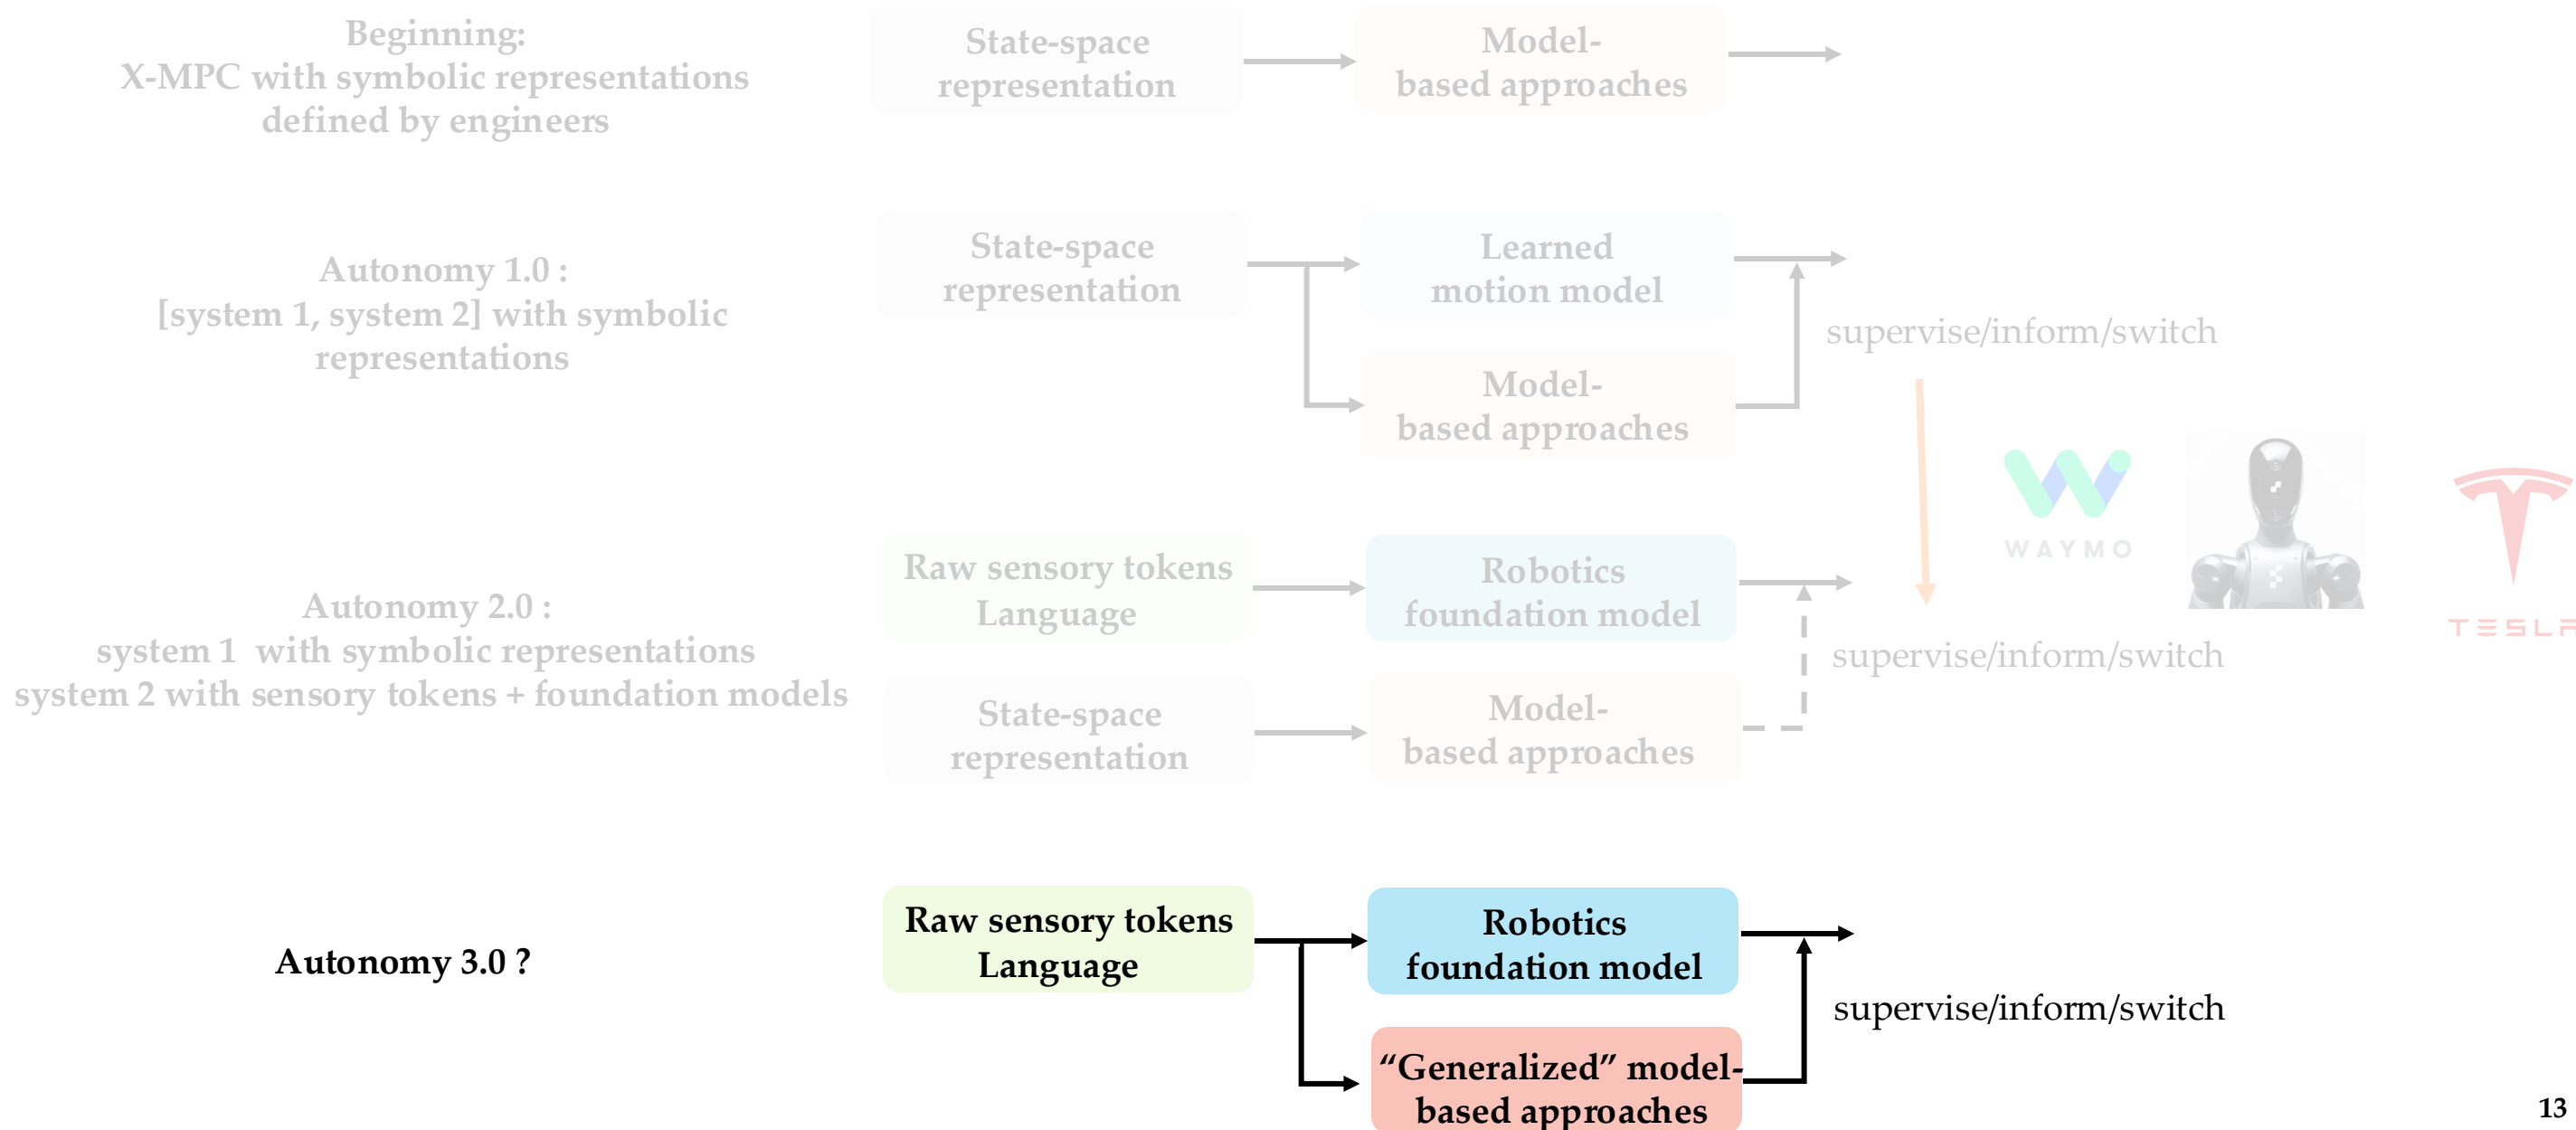 Beginning:
X-MPC with symbolic representations
defined by engineers
State-space
representation
Model-
based approaches
Autonomy 1.0 :
[system 1, system 2] with symbolic
representations
State-space
representation
Learned
motion model
Model-
based approaches
supervise/inform/switch
WAYMO
TESLA
Autonomy 2.0 :
system 1 with symbolic representations
system 2 with sensory tokens + foundation models
Raw sensory tokens
Language
Robotics
foundation model
State-space
representation
Model-
based approaches
supervise/inform/switch
Autonomy 3.0 ?
Raw sensory tokens
Language
Robotics
foundation model
“Generalized” model-
based approaches
supervise/inform/switch
13